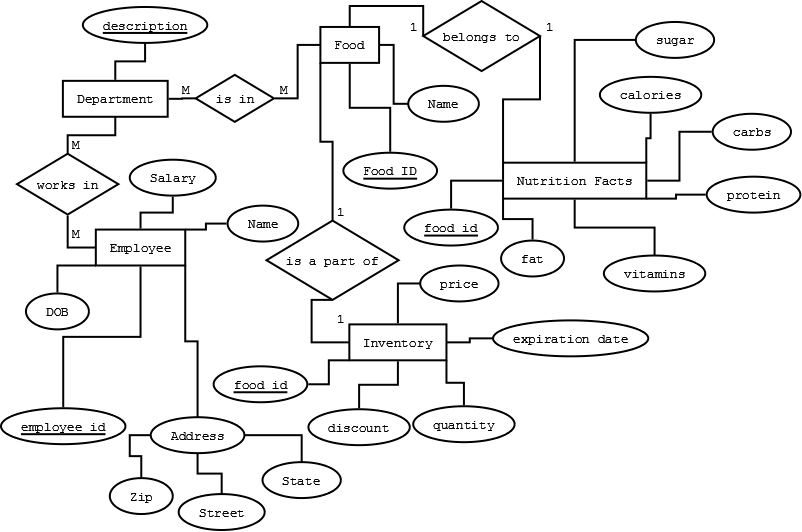 description
1
1
Food
belongs to
sugar
Department
M
is in
M
Name
calories
carbs
M
works in
Salary
Food ID
Nutrition Facts
protein
M
Employee
Name
1
food id
fat
vitamins
is a part of
DOB
price
1
Inventory
expiration date
food id
employee id
Address
discount
quantity
Zip
Street
State